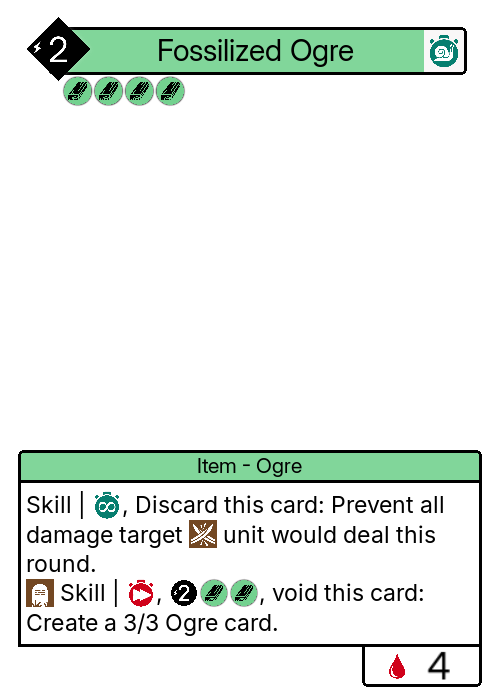 2 Fossilized Ogre
Item - Ogre
Skill | , Discard this card: Prevent all
damage target unit would deal this
round.
Skill | , 2, void this card:
Create a 3/3 Ogre card.
4